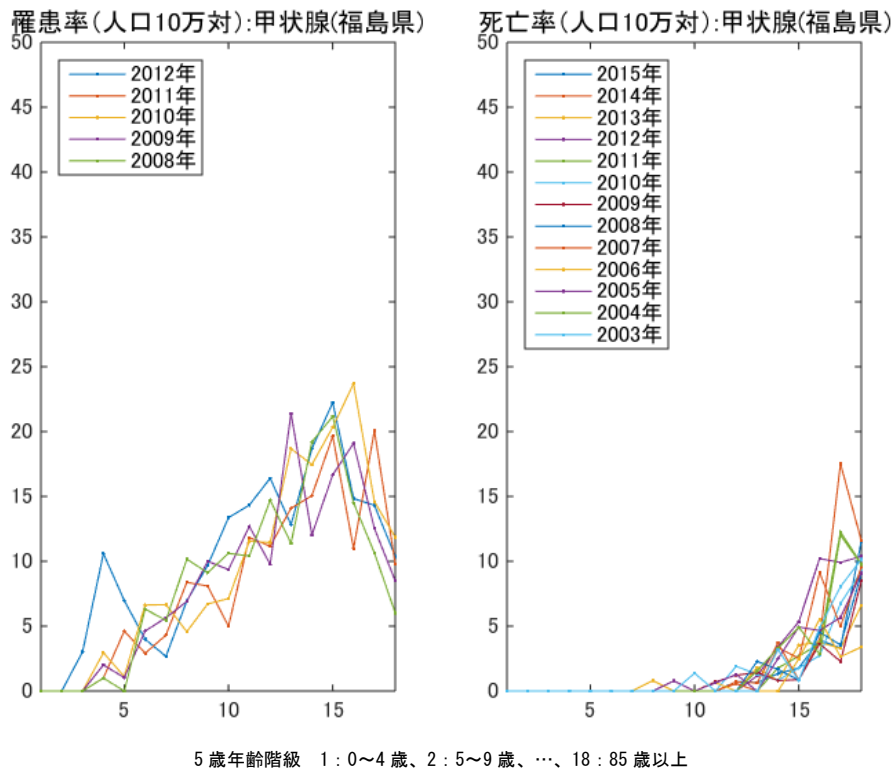 罹患率(人口10万対):甲状腺(福島県)
50
45
40
35
30
25
20
15
10
5
0
2012年
2011年
2010年
2009年
2008年
5
10
15
死亡率(人口10万対):甲状腺(福島県)
50
45
40
35
30
25
20
15
10
5
0
2015年
2014年
2013年
2012年
2011年
2010年
2009年
2008年
2007年
2006年
2005年
2004年
2003年
5
10
15
5歳年齢階級 1:0~4歳、2:5~9歳、…、18:85歳以上